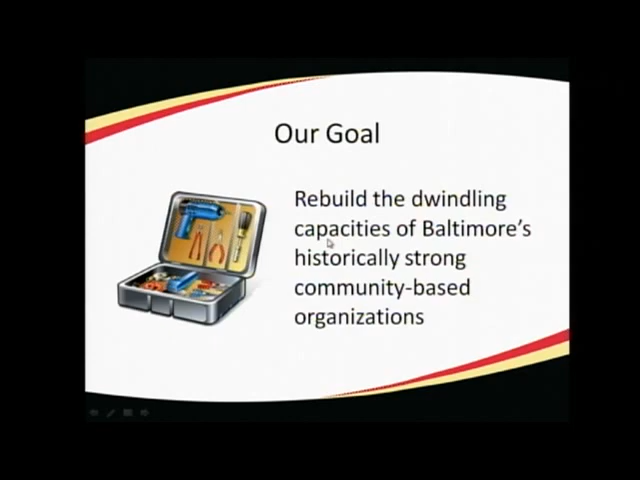 Our Goal
Rebuild the dwindling
capacities of Baltimore's
historically strong
community-based
organizations